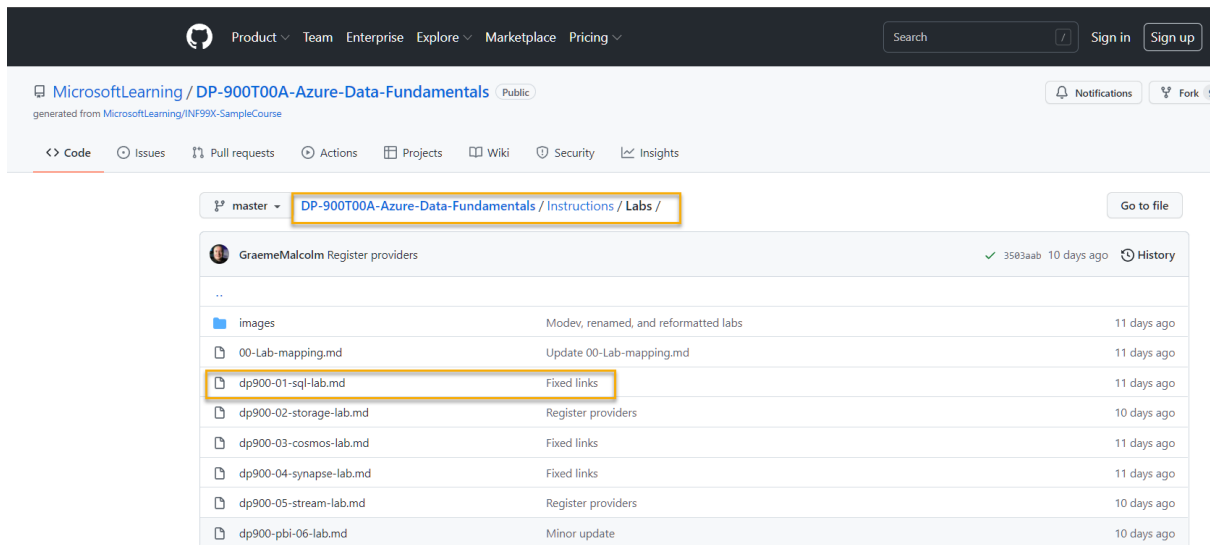 Product Team Enterprise Explore Marketplace Pricing Search / Sign in Sign up
MicrosoftLearning / DP-900T00A-Azure-Data-Fundamentals Public Notifications Fork
generated from MicrosoftLearning/INF99X-SampleCourse
<> Code Issues Pull requests Actions Projects Wiki Security Insights
master DP-900T00A-Azure-Data-Fundamentals / Instructions / Labs / Go to file
GraemeMalcolm Register providers 3503aab 10 days ago History
..
images Modev, renamed, and reformatted labs 11 days ago
00-Lab-mapping.md Update 00-Lab-mapping.md 11 days ago
dp900-01-sql-lab.md Fixed links 11 days ago
dp900-02-storage-lab.md Register providers 10 days ago
dp900-03-cosmos-lab.md Fixed links 11 days ago
dp900-04-synapse-lab.md Fixed links 11 days ago
dp900-05-stream-lab.md Register providers 10 days ago
dp900-pbi-06-lab.md Minor update 10 days ago